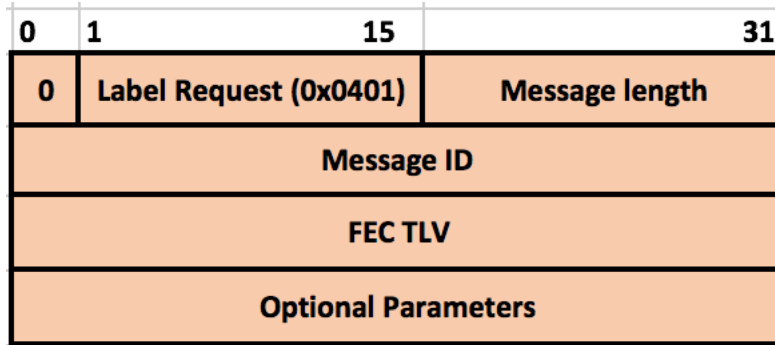 0 1 15 31
0 Label Request (0x0401) Message length
Message ID
FEC TLV
Optional Parameters